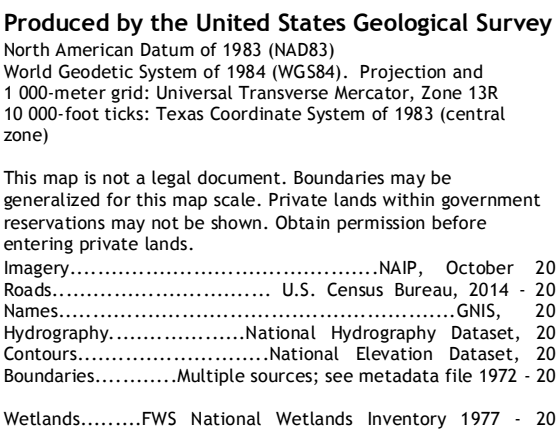 Produced by the United States Geological Survey
North American Datum of 1983 (NAD83)
World Geodetic System of 1984 (WGS84). Projection and
1 000-meter grid: Universal Transverse Mercator, Zone 13R
10 000-foot ticks: Texas Coordinate System of 1983 (central
zone)
This map is not a legal document. Boundaries may be
generalized for this map scale. Private lands within government
reservations may not be shown. Obtain permission before
entering private lands.
Imagery.............................................NAIP, October 20
Roads................................ U.S. Census Bureau, 2014 - 20
Names.........................................................GNIS, 20
Hydrography....................National Hydrography Dataset, 20
Contours............................National Elevation Dataset, 20
Boundaries............Multiple sources; see metadata file 1972 - 20
Wetlands.........FWS National Wetlands Inventory 1977 - 20